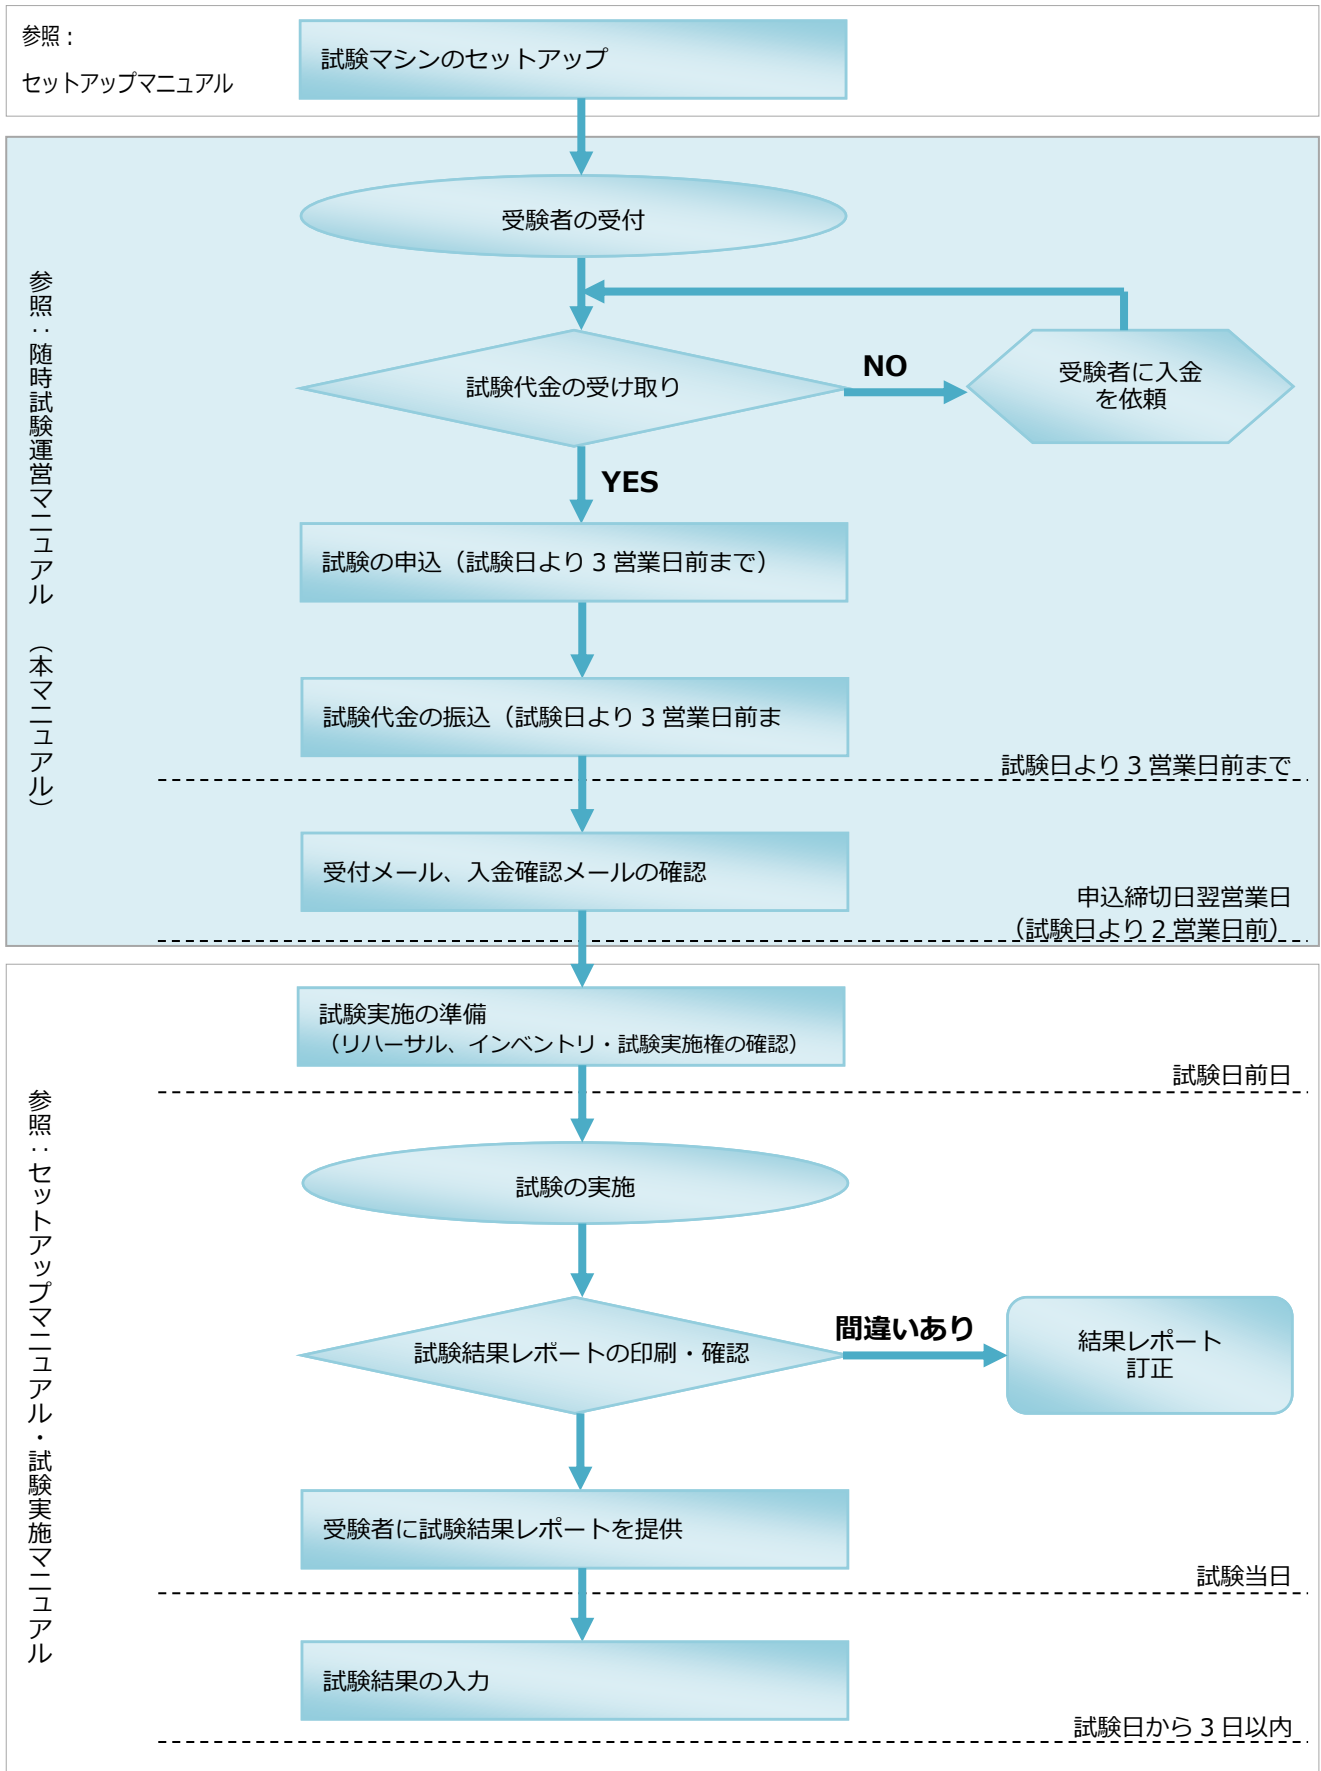 参照：
セットアップマニュアル
試験マシンのセットアップ
参照：随時試験運営マニュアル （本マニュアル）
受験者の受付
試験代金の受け取り
NO
受験者に入金
を依頼
YES
試験の申込（試験日より 3 営業日前まで）
試験代金の振込（試験日より 3 営業日前ま
試験日より 3 営業日前まで
受付メール、入金確認メールの確認
申込締切日翌営業日
（試験日より 2 営業日前）
参照：セットアップマニュアル・試験実施マニュアル
試験実施の準備
（リハーサル、インベントリ・試験実施権の確認）
試験日前日
試験の実施
試験結果レポートの印刷・確認
間違いあり
結果レポート
訂正
受験者に試験結果レポートを提供
試験当日
試験結果の入力
試験日から 3 日以内